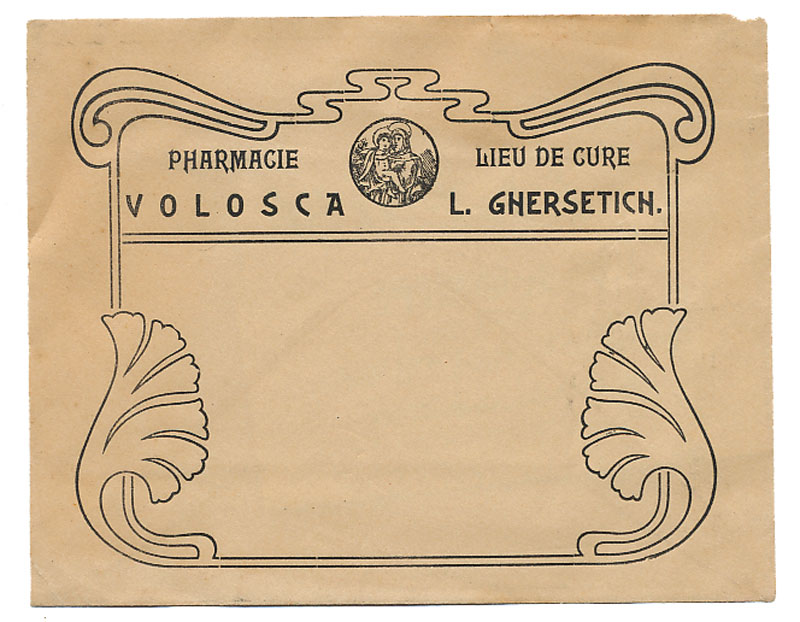 PHARMACIE
VOLOSCA
LIEU DE CURE
L. GHERSETICH.